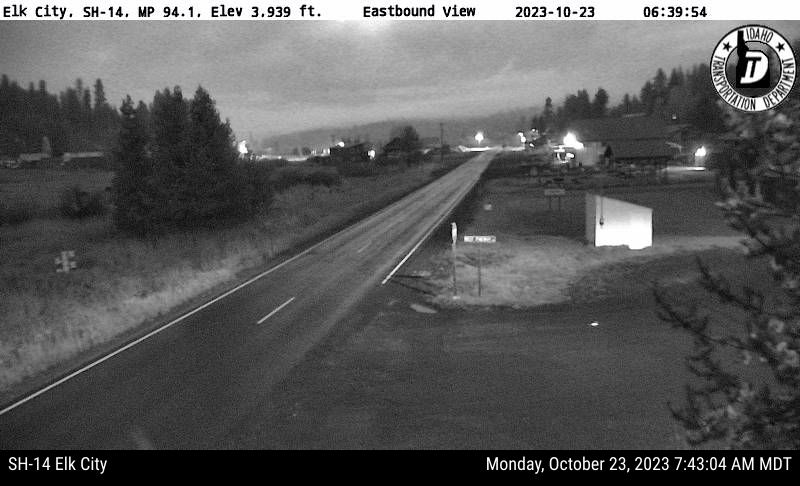 Elk City, SH-14, MP 94.1, Elev 3,939 ft. Eastbound View 2023-10-23 06:39:54
IDAHO
TRANSPORTATION DEPARTMENT
SH-14 Elk City Monday, October 23, 2023 7:43:04 AM MDT